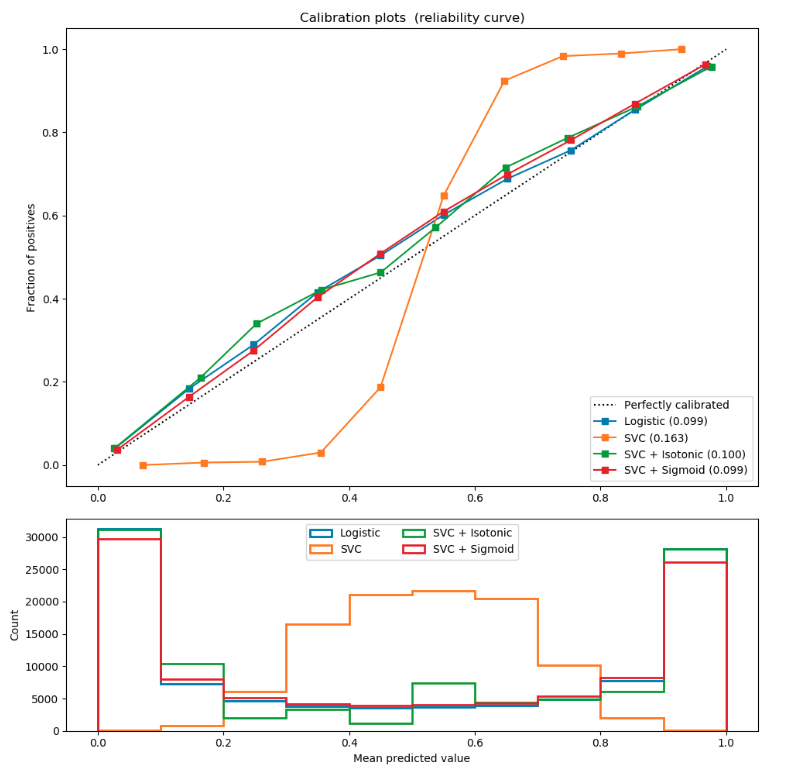 Calibration plots (reliability curve)
1.0
0.8
0.6
0.4
0.2
0.0
Fraction of positives
Perfectly calibrated
Logistic (0.099)
SVC (0.163)
SVC + Isotonic (0.100)
SVC + Sigmoid (0.099)
0.0 0.2 0.4 0.6 0.8 1.0
30000
25000
20000
15000
10000
5000
0
Count
Logistic
SVC
SVC + Isotonic
SVC + Sigmoid
0.0 0.2 0.4 0.6 0.8 1.0
Mean predicted value